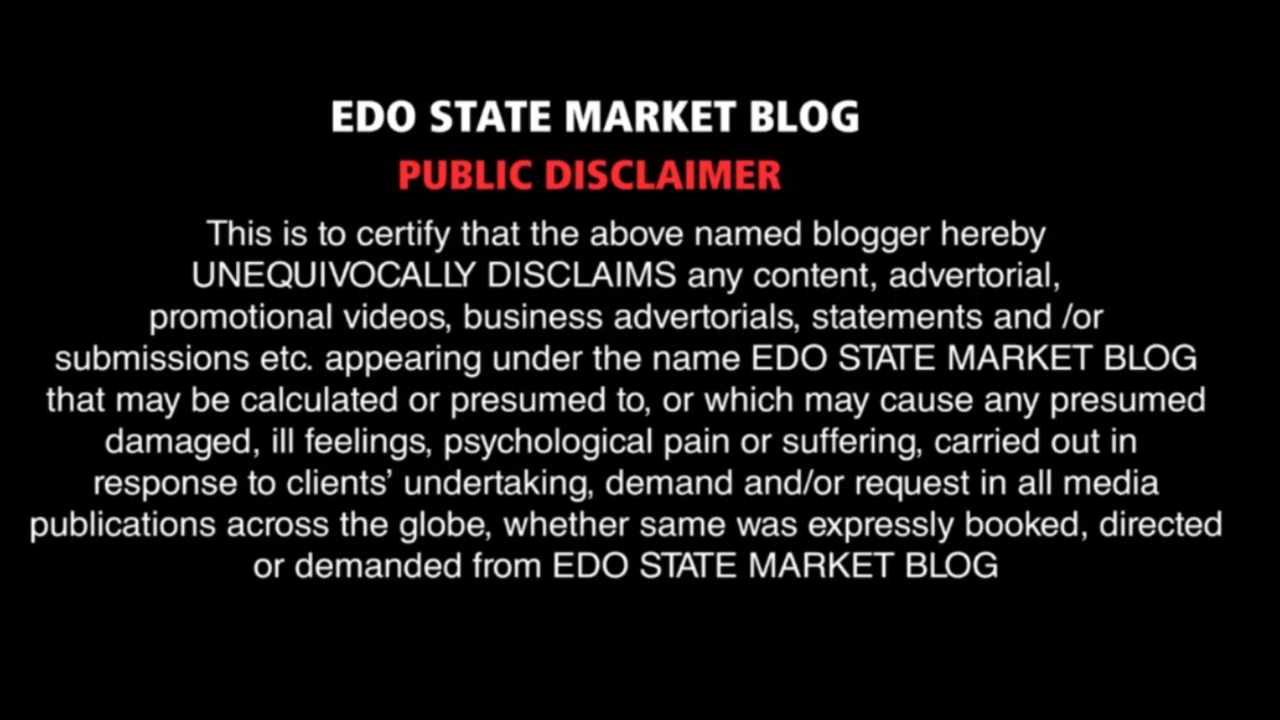 EDO STATE MARKET BLOG
PUBLIC DISCLAIMER
This is to certify that the above named blogger hereby
UNEQUIVOCALLY DISCLAIMS any content, advertorial,
promotional videos, business advertorials, statements and /or
submissions etc. appearing under the name EDO STATE MARKET BLOG
that may be calculated or presumed to, or which may cause any presumed
damaged, ill feelings, psychological pain or suffering, carried out in
response to clients’ undertaking, demand and/or request in all media
publications across the globe, whether same was expressly booked, directed
or demanded from EDO STATE MARKET BLOG